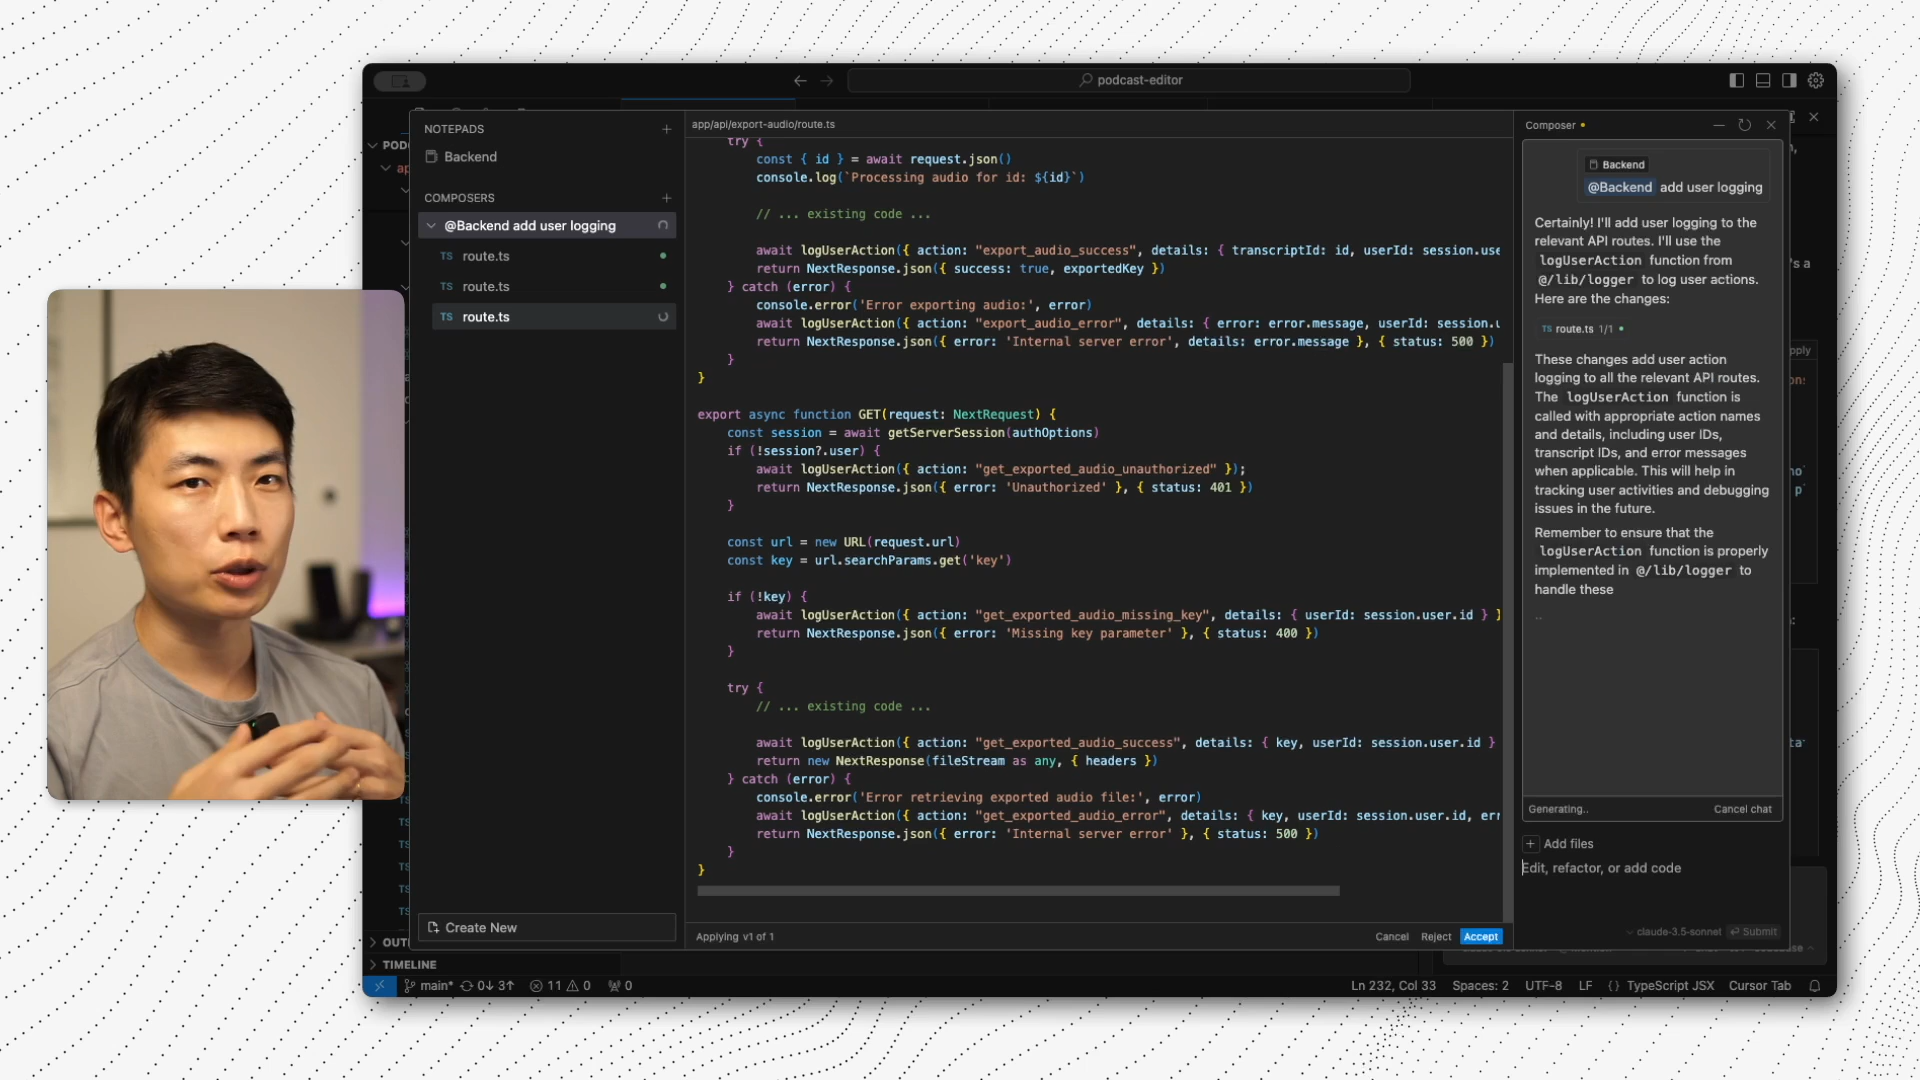 podcast-editor
NOTEPADS
Backend
COMPOSERS
@Backend add user logging
TS route.ts
TS route.ts
TS route.ts
Create New
app/api/export-audio/route.ts
try {
const { id } = await request.json()
console.log(`Processing audio for id: ${id}`)
// ... existing code ...
await logUserAction({ action: "export_audio_success", details: { transcriptId: id, userId: session.use
return NextResponse.json({ success: true, exportedKey })
} catch (error) {
console.error('Error exporting audio:', error)
await logUserAction({ action: "export_audio_error", details: { error: error.message, userId: session.u
return NextResponse.json({ error: 'Internal server error', details: error.message }, { status: 500 })
}
}
export async function GET(request: NextRequest) {
const session = await getServerSession(authOptions)
if (!session?.user) {
await logUserAction({ action: "get_exported_audio_unauthorized" });
return NextResponse.json({ error: 'Unauthorized' }, { status: 401 })
}
const url = new URL(request.url)
const key = url.searchParams.get('key')
if (!key) {
await logUserAction({ action: "get_exported_audio_missing_key", details: { userId: session.user.id } }
return NextResponse.json({ error: 'Missing key parameter' }, { status: 400 })
}
try {
// ... existing code ...
await logUserAction({ action: "get_exported_audio_success", details: { key, userId: session.user.id }
return new NextResponse(fileStream as any, { headers })
} catch (error) {
console.error('Error retrieving exported audio file:', error)
await logUserAction({ action: "get_exported_audio_error", details: { key, userId: session.user.id, err
return NextResponse.json({ error: 'Internal server error' }, { status: 500 })
}
}
Applying v1 of 1
Cancel Reject Accept
Composer
Backend
@Backend add user logging
Certainly! I'll add user logging to the
relevant API routes. I'll use the
logUserAction function from
@/lib/logger to log user actions.
Here are the changes:
TS route.ts 1/1
These changes add user action
logging to all the relevant API routes.
The logUserAction function is
called with appropriate action names
and details, including user IDs,
transcript IDs, and error messages
when applicable. This will help in
tracking user activities and debugging
issues in the future.
Remember to ensure that the
logUserAction function is properly
implemented in @/lib/logger to
handle these
Generating..
Cancel chat
+ Add files
Edit, refactor, or add code
claude-3.5-sonnet
Submit
TIMELINE
main* 0↓ 3↑ 11 0 0
Ln 232, Col 33 Spaces: 2 UTF-8 LF {} TypeScript JSX Cursor Tab